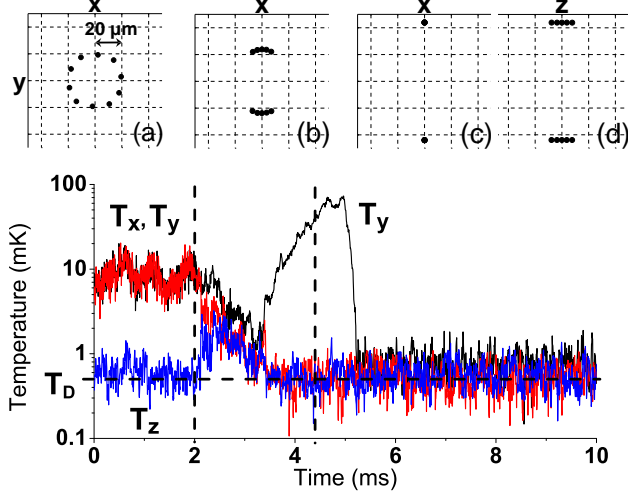 x x x z
20 µm
y
(a) (b) (c) (d)
100
Tx, Ty Ty
10
1
TD
Tz
0.1
0 2 4 6 8 10
Temperature (mK)
Time (ms)